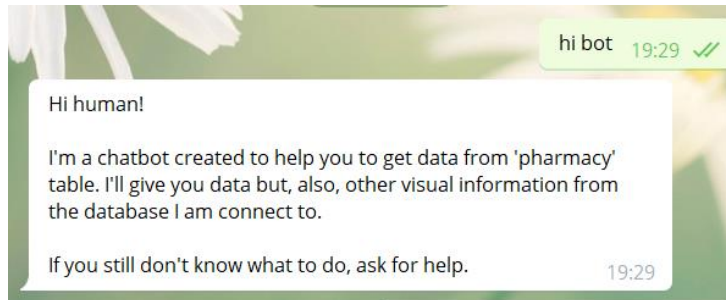 hi bot 19:29
Hi human!
I'm a chatbot created to help you to get data from 'pharmacy'
table. I'll give you data but, also, other visual information from
the database I am connect to.
If you still don't know what to do, ask for help. 19:29